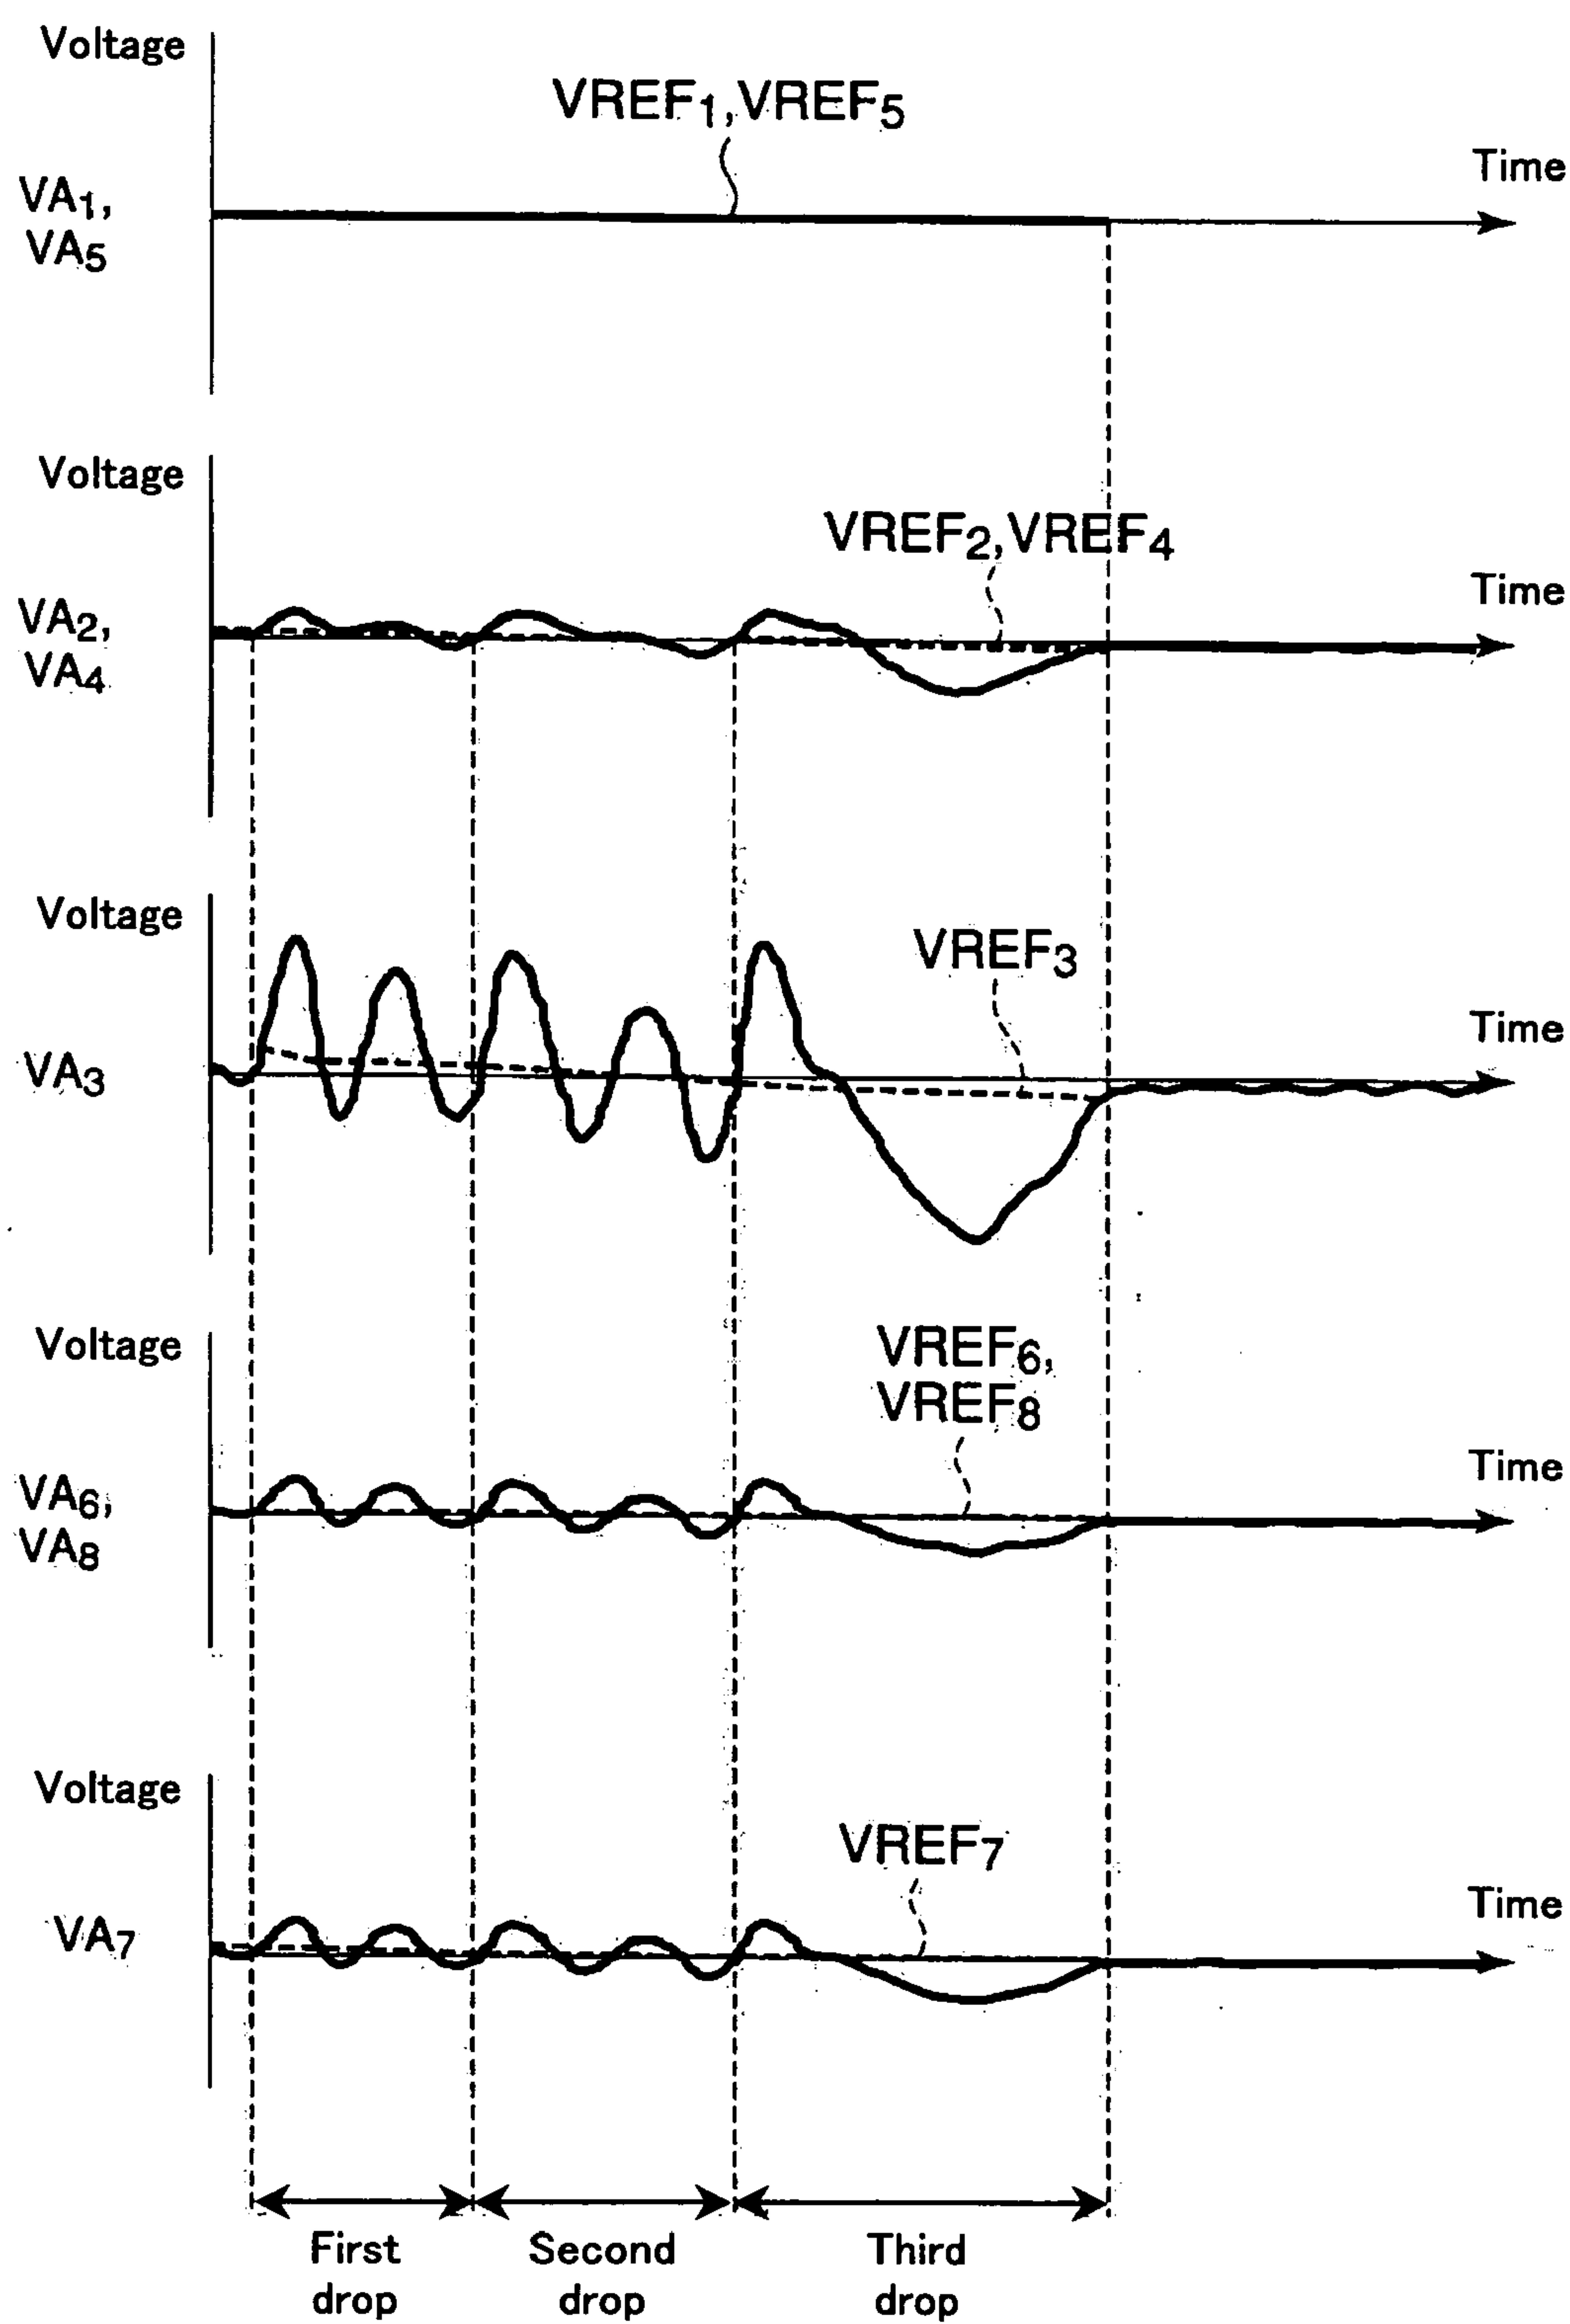 Voltage
VREF1,VREF5
Time
VA1,
VA5
Voltage
VREF2,VREF4
Time
VA2,
VA4
Voltage
VREF3
Time
VA3
Voltage
VREF6,
VREF8
Time
VA6,
VA8
Voltage
VREF7
Time
VA7
First
drop
Second
drop
Third
drop